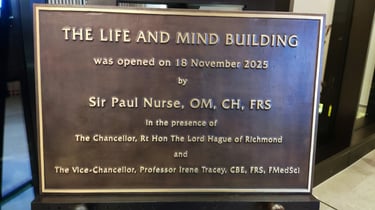 THE LIFE AND MIND BUILDING
was opened on 18 November 2025
by
Sir Paul Nurse, OM, CH, FRS
In the presence of
The Chancellor, Rt Hon The Lord Hague of Richmond
and
The Vice-Chancellor, Professor Irene Tracey, CBE, FRS, FMedSci